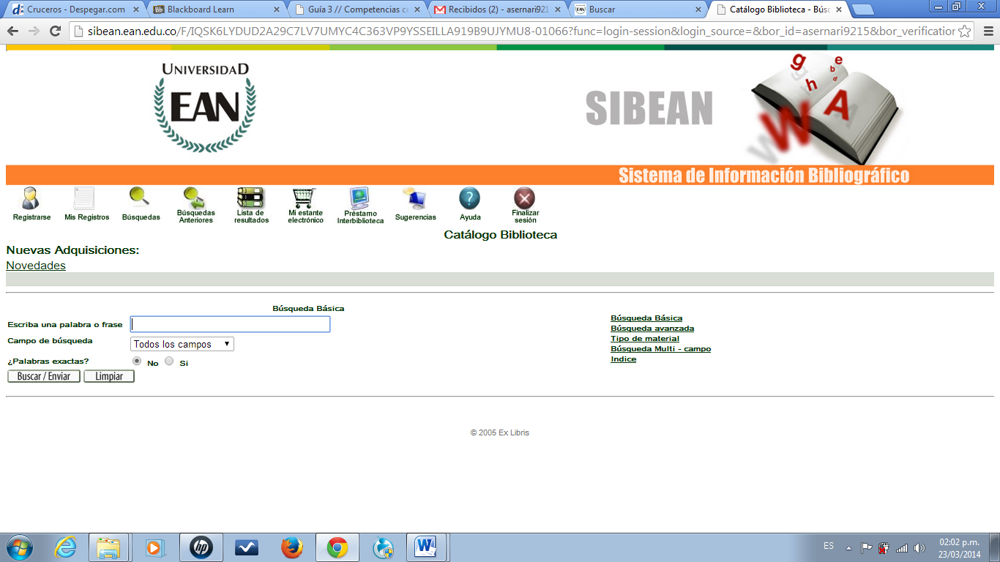 Cruceros - Despegar.com
Blackboard Learn
Guía 3 // Competencias c
Recibidos (2) - asernari921
Buscar
Catálogo Biblioteca - Búsc
sibean.ean.edu.co/F/IQSK6LYDUD2A29C7LV7UMYC4C363VP9YSSEILLA919B9UJYMU8-01066?func=login-session&login_source=&bor_id=asernari9215&bor_verification
UNIVERSIDAD
EAN
SIBEAN
Sistema de Información Bibliográfico
Registrarse
Mis Registros
Búsquedas
Búsquedas
Anteriores
Lista de
resultados
Mi estante
electrónico
Préstamo
Interbiblioteca
Sugerencias
Ayuda
Finalizar
sesión
Catálogo Biblioteca
Nuevas Adquisiciones:
Novedades
Búsqueda Básica
Escriba una palabra o frase
Campo de búsqueda
Todos los campos
¿Palabras exactas?
No
Si
Buscar / Enviar
Limpiar
Búsqueda Básica
Búsqueda avanzada
Tipo de material
Búsqueda Multi - campo
Indice
© 2005 Ex Libris
ES
02:02 p.m.
23/03/2014